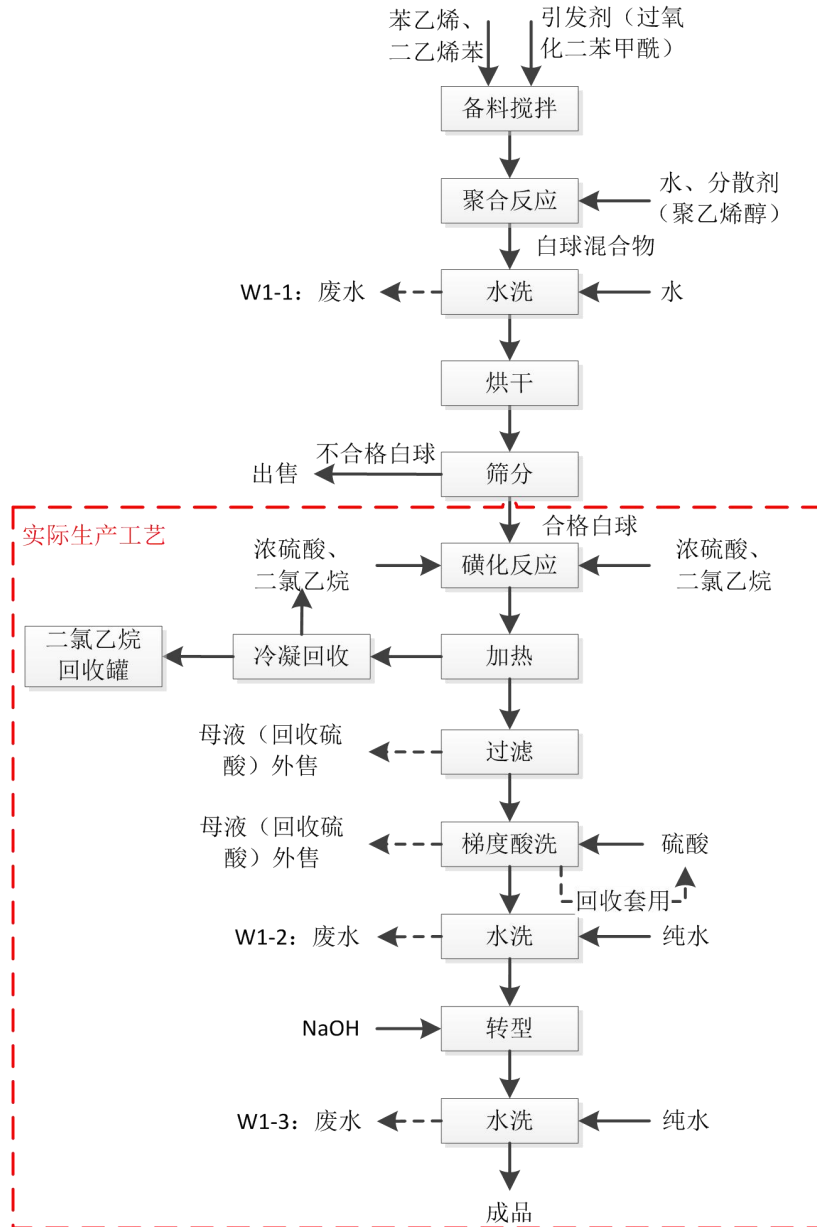 苯乙烯、
二乙烯苯
引发剂（过氧
化二苯甲酰）
备料搅拌
聚合反应
水、分散剂
（聚乙烯醇）
白球混合物
W1-1：废水
水洗
水
烘干
不合格白球
出售
筛分
实际生产工艺
合格白球
浓硫酸、
二氯乙烷
磺化反应
浓硫酸、
二氯乙烷
二氯乙烷
回收罐
冷凝回收
加热
母液（回收硫
酸）外售
过滤
母液（回收硫
酸）外售
梯度酸洗
硫酸
回收套用
W1-2：废水
水洗
纯水
NaOH
转型
W1-3：废水
水洗
纯水
成品